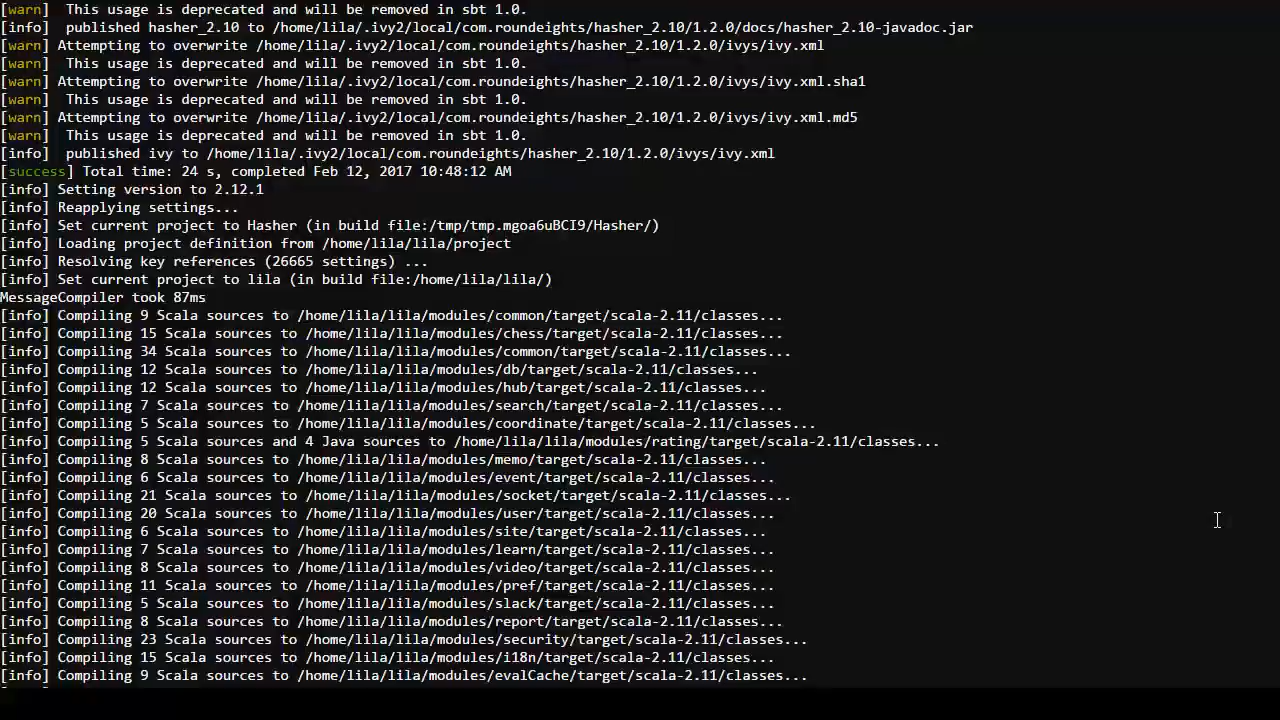 [warn]  This usage is deprecated and will be removed in sbt 1.0.
[info]  published hasher_2.10 to /home/lila/.ivy2/local/com.roundeights/hasher_2.10/1.2.0/docs/hasher_2.10-javadoc.jar
[warn] Attempting to overwrite /home/lila/.ivy2/local/com.roundeights/hasher_2.10/1.2.0/ivys/ivy.xml
[warn]  This usage is deprecated and will be removed in sbt 1.0.
[warn] Attempting to overwrite /home/lila/.ivy2/local/com.roundeights/hasher_2.10/1.2.0/ivys/ivy.xml.sha1
[warn]  This usage is deprecated and will be removed in sbt 1.0.
[warn] Attempting to overwrite /home/lila/.ivy2/local/com.roundeights/hasher_2.10/1.2.0/ivys/ivy.xml.md5
[warn]  This usage is deprecated and will be removed in sbt 1.0.
[info]  published ivy to /home/lila/.ivy2/local/com.roundeights/hasher_2.10/1.2.0/ivys/ivy.xml
[success] Total time: 24 s, completed Feb 12, 2017 10:48:12 AM
[info] Setting version to 2.12.1
[info] Reapplying settings...
[info] Set current project to Hasher (in build file:/tmp/tmp.mgoa6uBCI9/Hasher/)
[info] Loading project definition from /home/lila/lila/project
[info] Resolving key references (26665 settings) ...
[info] Set current project to lila (in build file:/home/lila/lila/)
MessageCompiler took 87ms
[info] Compiling 9 Scala sources to /home/lila/lila/modules/common/target/scala-2.11/classes...
[info] Compiling 15 Scala sources to /home/lila/lila/modules/chess/target/scala-2.11/classes...
[info] Compiling 34 Scala sources to /home/lila/lila/modules/common/target/scala-2.11/classes...
[info] Compiling 12 Scala sources to /home/lila/lila/modules/db/target/scala-2.11/classes...
[info] Compiling 12 Scala sources to /home/lila/lila/modules/hub/target/scala-2.11/classes...
[info] Compiling 7 Scala sources to /home/lila/lila/modules/search/target/scala-2.11/classes...
[info] Compiling 5 Scala sources to /home/lila/lila/modules/coordinate/target/scala-2.11/classes...
[info] Compiling 5 Scala sources and 4 Java sources to /home/lila/lila/modules/rating/target/scala-2.11/classes...
[info] Compiling 8 Scala sources to /home/lila/lila/modules/memo/target/scala-2.11/classes...
[info] Compiling 6 Scala sources to /home/lila/lila/modules/event/target/scala-2.11/classes...
[info] Compiling 21 Scala sources to /home/lila/lila/modules/socket/target/scala-2.11/classes...
[info] Compiling 20 Scala sources to /home/lila/lila/modules/user/target/scala-2.11/classes...
[info] Compiling 6 Scala sources to /home/lila/lila/modules/site/target/scala-2.11/classes...
[info] Compiling 7 Scala sources to /home/lila/lila/modules/learn/target/scala-2.11/classes...
[info] Compiling 8 Scala sources to /home/lila/lila/modules/video/target/scala-2.11/classes...
[info] Compiling 11 Scala sources to /home/lila/lila/modules/pref/target/scala-2.11/classes...
[info] Compiling 5 Scala sources to /home/lila/lila/modules/slack/target/scala-2.11/classes...
[info] Compiling 8 Scala sources to /home/lila/lila/modules/report/target/scala-2.11/classes...
[info] Compiling 23 Scala sources to /home/lila/lila/modules/security/target/scala-2.11/classes...
[info] Compiling 15 Scala sources to /home/lila/lila/modules/i18n/target/scala-2.11/classes...
[info] Compiling 9 Scala sources to /home/lila/lila/modules/evalCache/target/scala-2.11/classes...